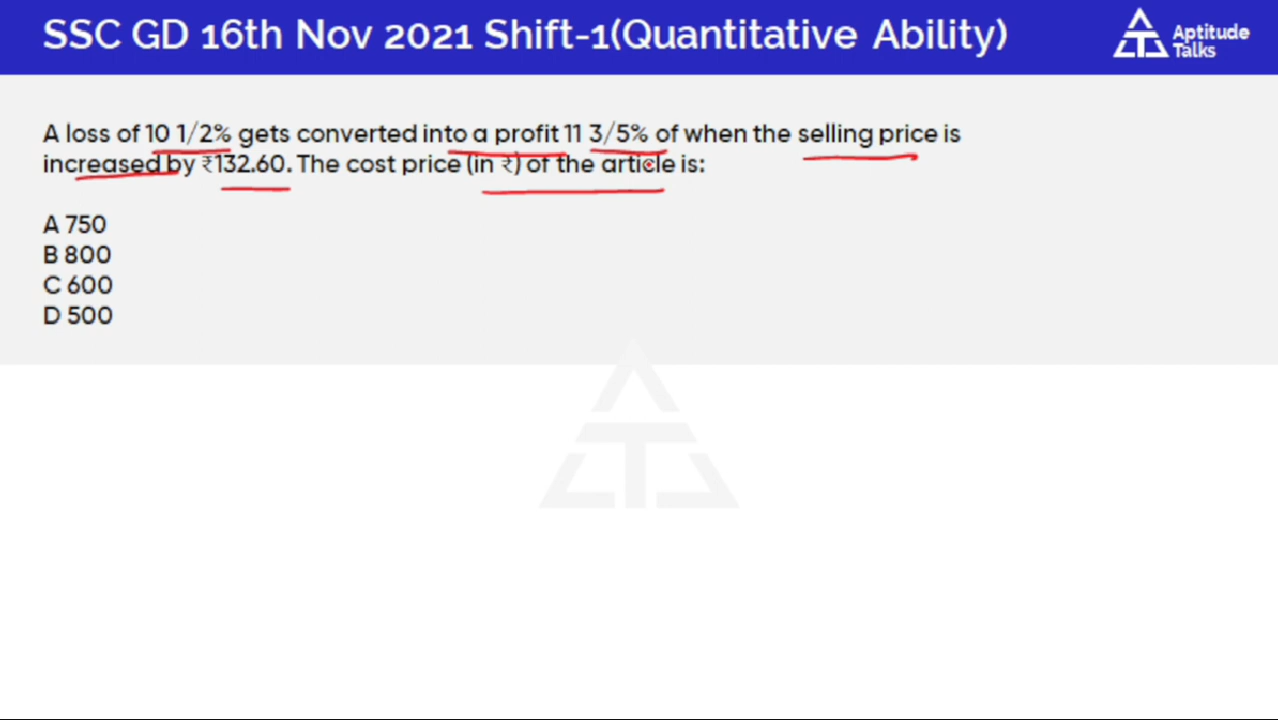 SSC GD 16th Nov 2021 Shift-1(Quantitative Ability)
Aptitude
Talks
A loss of 10 1/2% gets converted into a profit 11 3/5% of when the selling price is
increased by ₹132.60. The cost price (in ₹) of the article is:
A 750
B 800
C 600
D 500